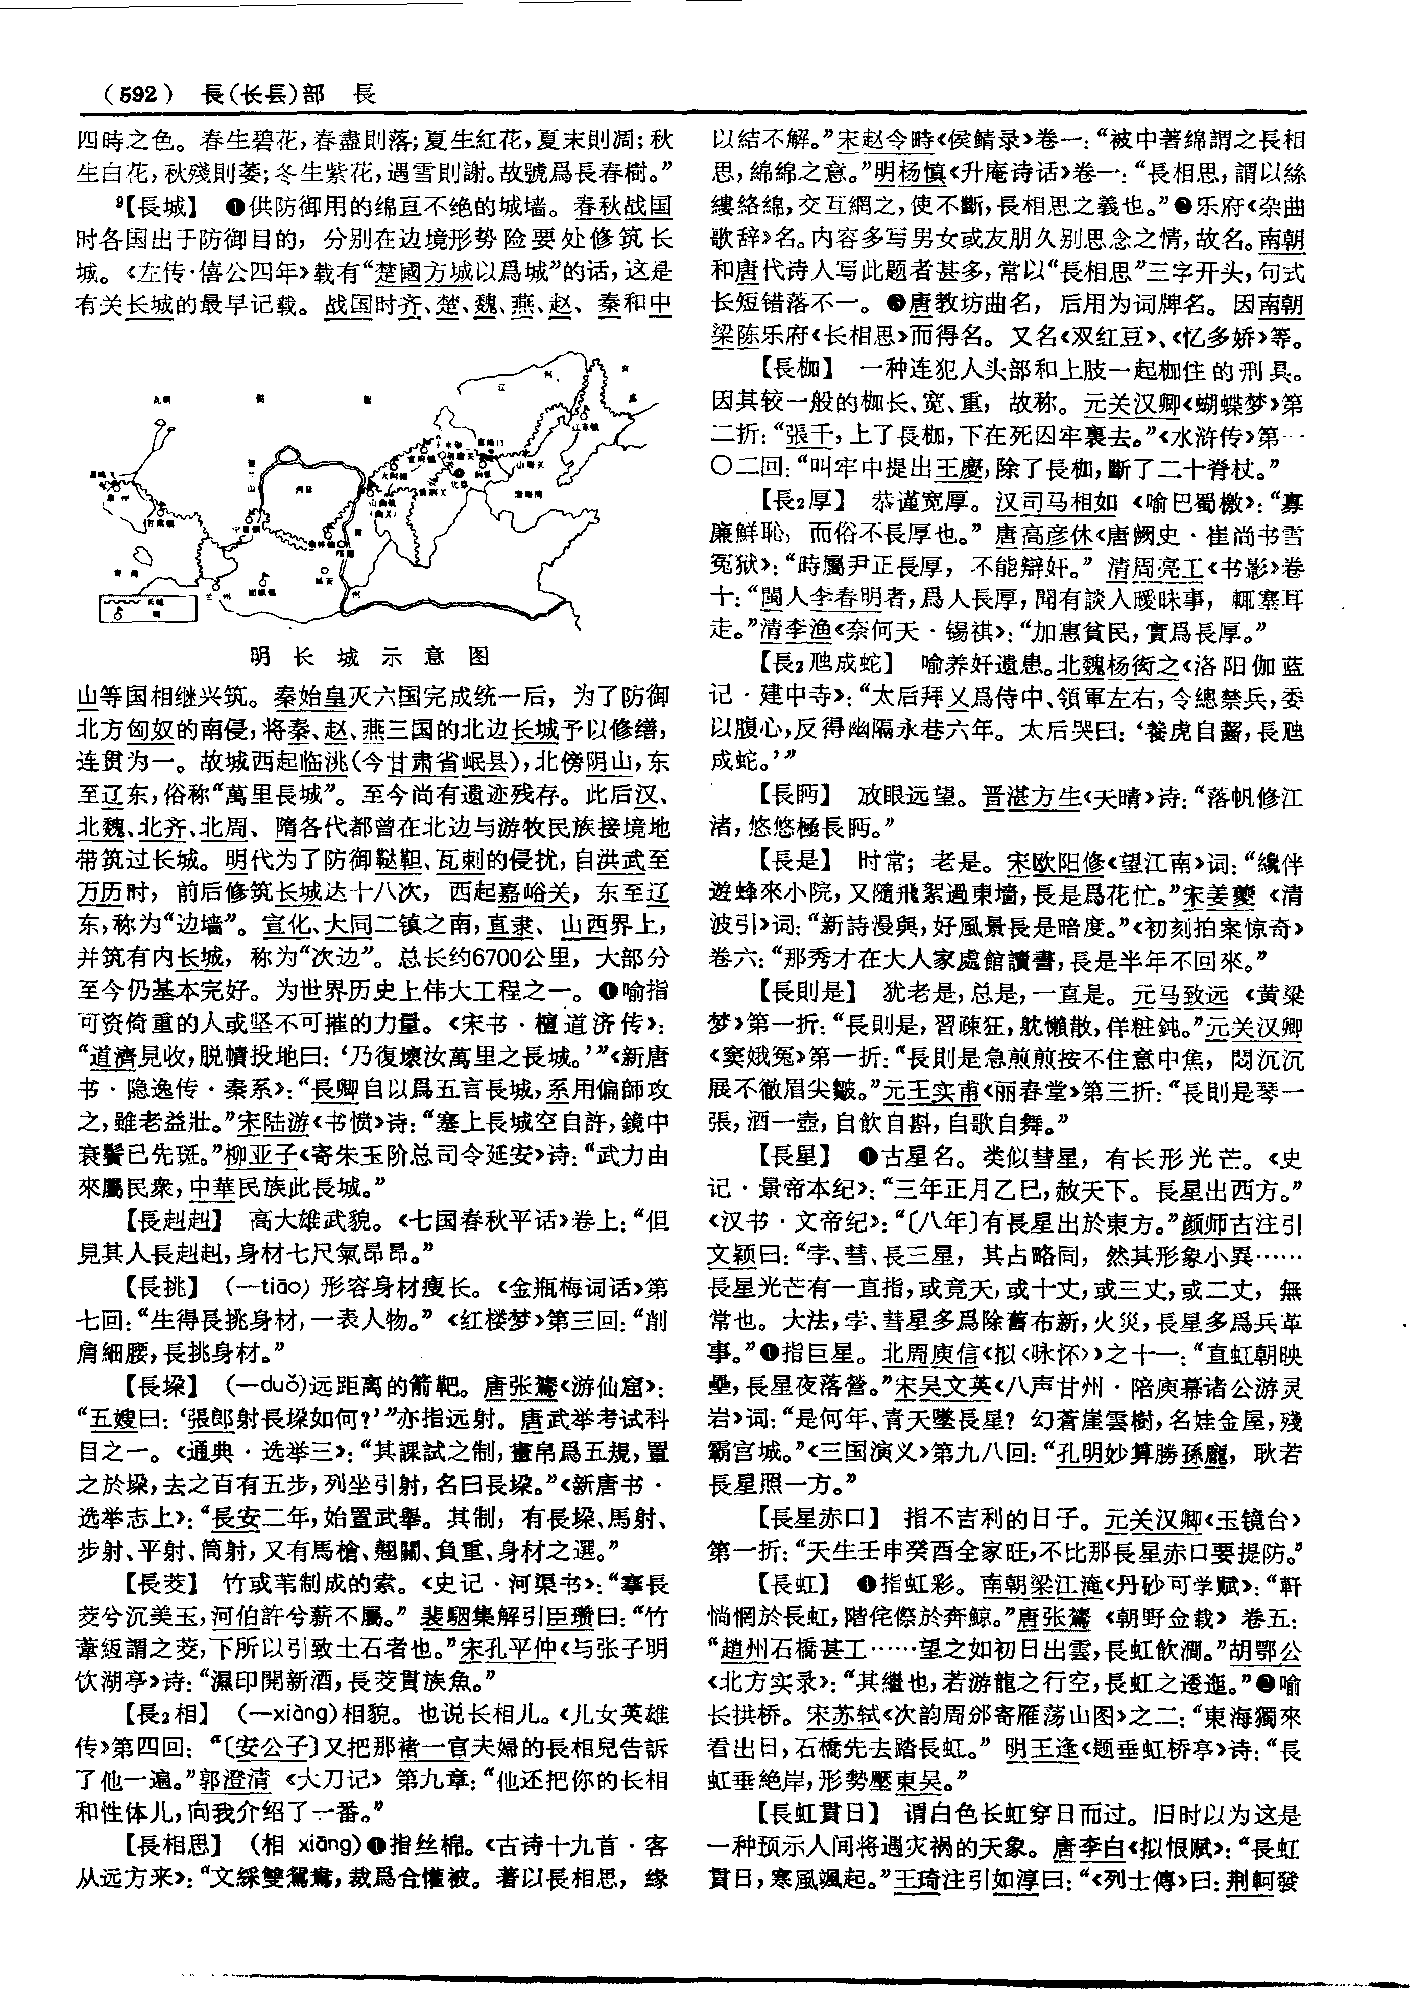 （592） 長（长镸）部 長
四時之色。春生碧花，春盡則落；夏生紅花，夏末則凋；秋
生白花，秋殘則萎；冬生紫花，遇雪則謝。故號爲長春樹。”
⁹【長城】 ❶供防御用的绵亘不绝的城墙。春秋战国
时各国出于防御目的，分别在边境形势险要处修筑长
城。《左传·僖公四年》载有“楚國方城以爲城”的话，这是
有关长城的最早记载。战国时齐、楚、魏、燕、赵、秦和中
明长城示意图
山等国相继兴筑。秦始皇灭六国完成统一后，为了防御
北方匈奴的南侵，将秦、赵、燕三国的北边长城予以修缮，
连贯为一。故城西起临洮（今甘肃省岷县），北傍阴山，东
至辽东，俗称“萬里長城”。至今尚有遗迹残存。此后汉、
北魏、北齐、北周、隋各代都曾在北边与游牧民族接境地
带筑过长城。明代为了防御鞑靼、瓦剌的侵扰，自洪武至
万历时，前后修筑长城达十八次，西起嘉峪关，东至辽
东，称为“边墙”。宣化、大同二镇之南，直隶、山西界上，
并筑有内长城，称为“次边”。总长约6700公里，大部分
至今仍基本完好。为世界历史上伟大工程之一。❷喻指
可资倚重的人或坚不可摧的力量。《宋书·檀道济传》：
“道濟見收，脱幘投地曰：‘乃復壞汝萬里之長城。’”《新唐
书·隐逸传·秦系》：“長卿自以爲五言長城，系用偏師攻
之，雖老益壯。”宋陆游《书愤》诗：“塞上長城空自許，鏡中
衰鬢已先斑。”柳亚子《寄朱玉阶总司令延安》诗：“武力由
來屬民衆，中華民族此長城。”
【長趄趄】 高大雄武貌。《七国春秋平话》卷上：“但
見其人長趄趄，身材七尺氣昂昂。”
【長挑】 （—tiāo）形容身材瘦长。《金瓶梅词话》第
七回：“生得長挑身材，一表人物。”《红楼梦》第三回：“削
肩細腰，長挑身材。”
【長垛】 （—duǒ）远距离的箭靶。唐张鷟《游仙窟》：
“五嫂曰：‘張郎射長垛如何？’”亦指远射。唐武举考试科
目之一。《通典·选举三》：“其課試之制，畫帛爲五規，置
之於垛，去之百有五步，列坐引射，名曰長垛。”《新唐书·
选举志上》：“長安二年，始置武舉。其制，有長垛、馬射、
步射、平射、筒射，又有馬槍、翹關、負重、身材之選。”
【長茭】 竹或苇制成的索。《史记·河渠书》：“搴長
茭兮沉美玉，河伯許兮薪不屬。”裴駰集解引臣瓚曰：“竹
葦絙謂之茭，下所以引致土石者也。”宋孔平仲《与张子明
饮湖亭》诗：“濕印開新酒，長茭貫族魚。”
【長₂相】 （—xiàng）相貌。也说长相儿。《儿女英雄
传》第四回：“〔安公子〕又把那褚一官夫婦的長相兒告訴
了他一遍。”郭澄清《大刀记》第九章：“他还把你的长相
和性体儿，向我介绍了一番。”
【長相思】 （相 xiāng）❶指丝棉。《古诗十九首·客
从远方来》：“文綵雙鴛鴦，裁爲合懽被。著以長相思，缘
以结不解。”宋赵令畤《侯鲭录》卷一：“被中著绵謂之長相
思，綿綿之意。”明杨慎《升庵诗话》卷一：“長相思，謂以絲
縷絡綿，交互網之，使不斷，長相思之義也。”❷乐府《杂曲
歌辞》名。内容多写男女或友朋久别思念之情，故名。南朝
和唐代诗人写此题者甚多，常以“長相思”三字开头，句式
长短错落不一。❸唐教坊曲名，后用为词牌名。因南朝
梁陈乐府《长相思》而得名。又名《双红豆》、《忆多娇》等。
【長枷】 一种连犯人头部和上肢一起枷住的刑具。
因其较一般的枷长、宽、重，故称。元关汉卿《蝴蝶梦》第
二折：“張千，上了長枷，下在死囚牢裏去。”《水浒传》第一
〇二回：“叫牢中提出王慶，除了長枷，斷了二十脊杖。”
【長₂厚】 恭谨宽厚。汉司马相如《喻巴蜀檄》：“寡
廉鮮恥，而俗不長厚也。”唐高彦休《唐阙史·崔尚书雪
冤狱》：“時屬尹正長厚，不能辯奸。”清周亮工《书影》卷
十：“閩人李春明者，爲人長厚，聞有談人曖昧事，輒塞耳
走。”清李渔《奈何天·锡祺》：“加惠貧民，實爲長厚。”
【長₂虺成蛇】 喻养奸遗患。北魏杨衒之《洛阳伽蓝
记·建中寺》：“太后拜乂爲侍中、領軍左右，令總禁兵，委
以腹心，反得幽隔永巷六年。太后哭曰：‘養虎自齧，長虺
成蛇。’”
【長眄】 放眼远望。晋湛方生《天晴》诗：“落帆修江
渚，悠悠極長眄。”
【長是】 时常；老是。宋欧阳修《望江南》词：“纔伴
遊蜂來小院，又隨飛絮過東墻，長是爲花忙。”宋姜夔《清
波引》词：“新詩漫與，好風景長是暗度。”《初刻拍案惊奇》
卷六：“那秀才在大人家處館讀書，長是半年不回來。”
【長則是】 犹老是，总是，一直是。元马致远《黄粱
梦》第一折：“長則是，習疎狂，躭懶散，佯粧鈍。”元关汉卿
《窦娥冤》第一折：“長則是急煎煎按不住意中焦，悶沉沉
展不徹眉尖皺。”元王实甫《丽春堂》第三折：“長則是琴一
張，酒一壺，自飲自斟，自歌自舞。”
【長星】 ❶古星名。类似彗星，有长形光芒。《史
记·景帝本纪》：“三年正月乙巳，赦天下。長星出西方。”
《汉书·文帝纪》：“〔八年〕有長星出於東方。”颜师古注引
文颖曰：“孛、彗、長三星，其占略同，然其形象小異……
長星光芒有一直指，或竟天，或十丈，或三丈，或二丈，無
常也。大法，孛、彗星多爲除舊布新，火災，長星多爲兵革
事。”❷指巨星。北周庾信《拟〈咏怀〉》之十一：“直虹朝映
壘，長星夜落營。”宋吴文英《八声甘州·陪庾幕诸公游灵
岩》词：“是何年、青天墜長星？幻蒼崖雲樹，名娃金屋，殘
霸宫城。”《三国演义》第九八回：“孔明妙算勝孫龐，耿若
長星照一方。”
【長星赤口】 指不吉利的日子。元关汉卿《玉镜台》
第一折：“天生壬申癸酉全家旺，不比那長星赤口要提防。”
【長虹】 ❶指虹彩。南朝梁江淹《丹砂可学赋》：“軒
惝惘於長虹，階侘傺於奔鲸。”唐张鷟《朝野佥载》卷五：
“趙州石橋甚工……望之如初日出雲，長虹飲澗。”胡鄂公
《北方实录》：“其繼也，若游龍之行空，長虹之逶迤。”❷喻
长拱桥。宋苏轼《次韵周邠寄雁荡山图》之二：“東海獨來
看出日，石橋先去踏長虹。”明王逢《题垂虹桥亭》诗：“長
虹垂絶岸，形勢壓東吴。”
【長虹貫日】 谓白色长虹穿日而过。旧时以为这是
一种预示人间将遇灾祸的天象。唐李白《拟恨赋》：“長虹
貫日，寒風颯起。”王琦注引如淳曰：“《列士傳》曰：荆軻發